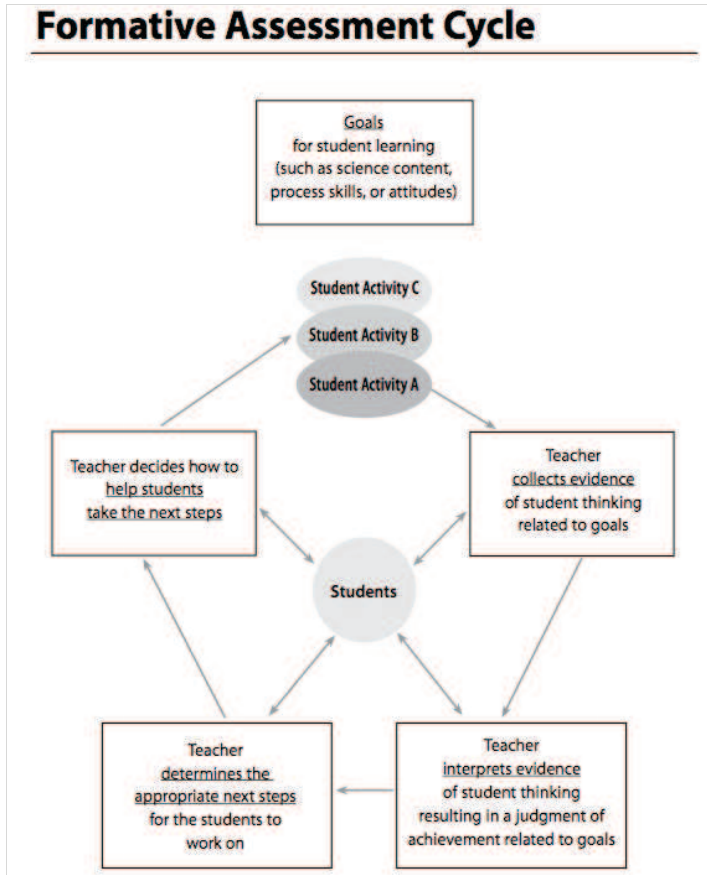 Formative Assessment Cycle
Goals
for student learning
(such as science content,
process skills, or attitudes)
Student Activity C
Student Activity B
Student Activity A
Teacher decides how to
help students
take the next steps
Teacher
collects evidence
of student thinking
related to goals
Students
Teacher
determines the
appropriate next steps
for the students to
work on
Teacher
interprets evidence
of student thinking
resulting in a judgment of
achievement related to goals